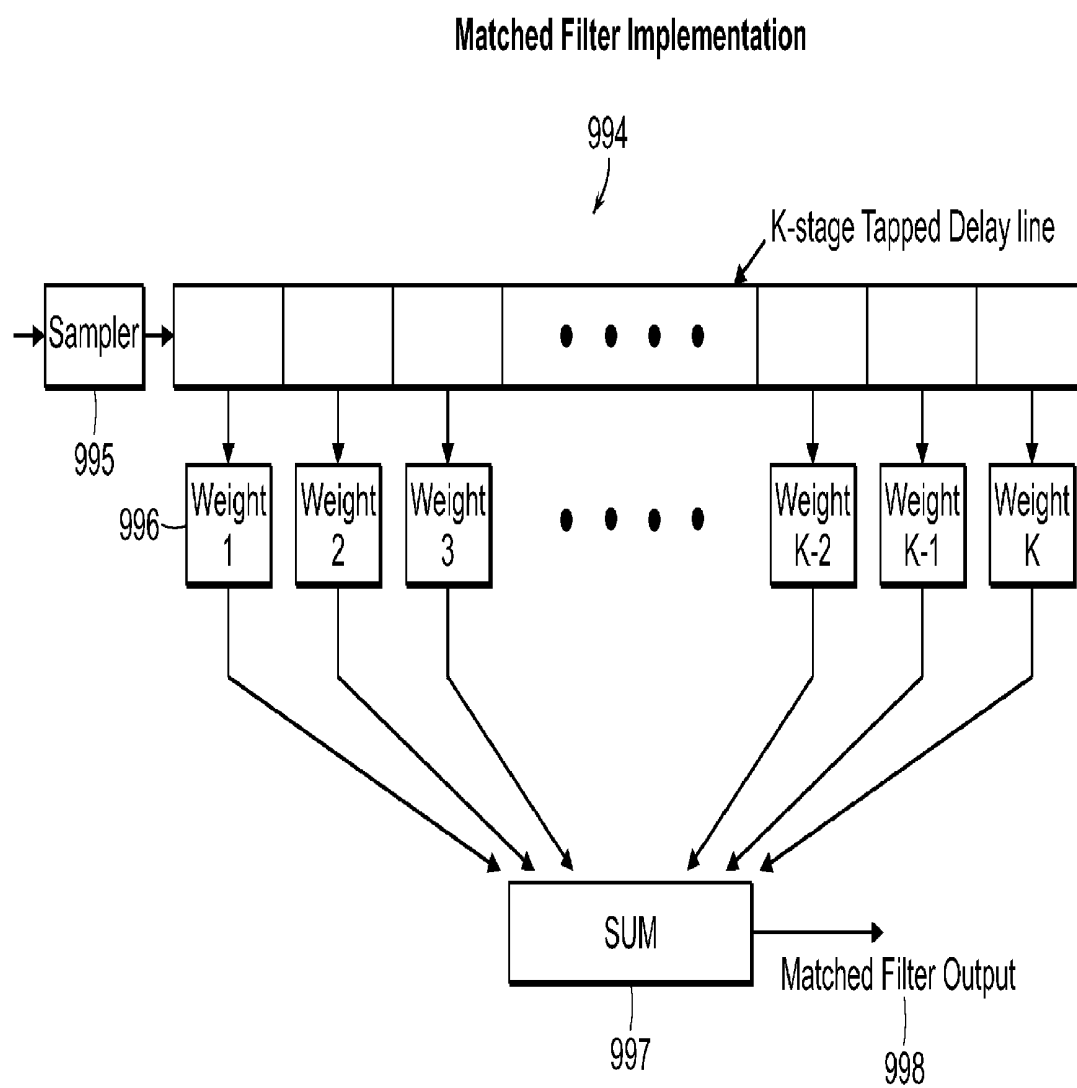 Matched Filter Implementation
994
K-stage Tapped Delay line
Sampler
995
996
Weight
1
Weight
2
Weight
3
Weight
K-2
Weight
K-1
Weight
K
SUM
Matched Filter Output
997
998